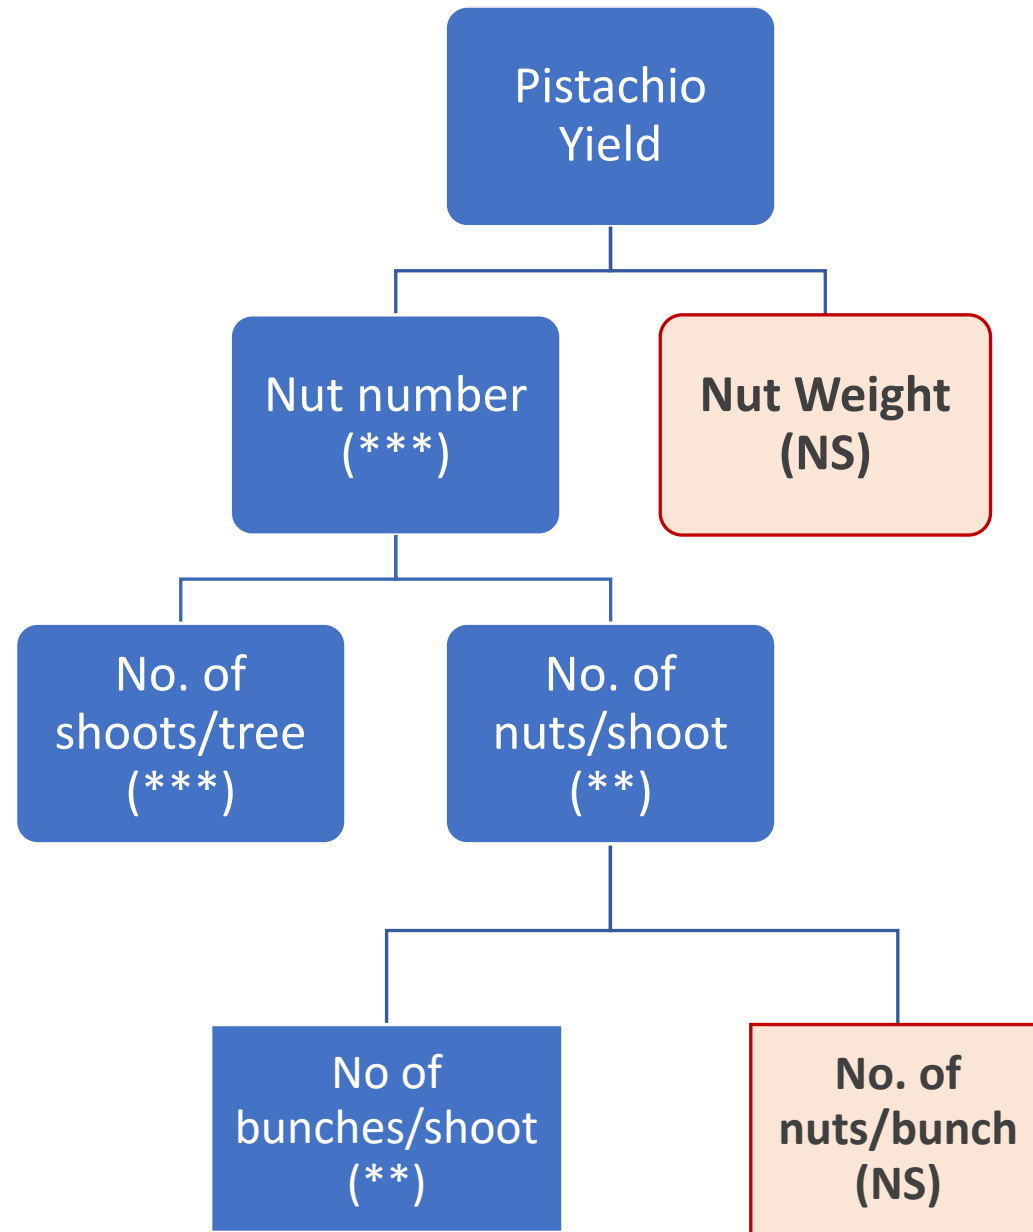 Pistachio
Yield
Nut number
(***)
Nut Weight
(NS)
No. of
shoots/tree
(***)
No. of
nuts/shoot
(**)
No of
bunches/shoot
(**)
No. of
nuts/bunch
(NS)